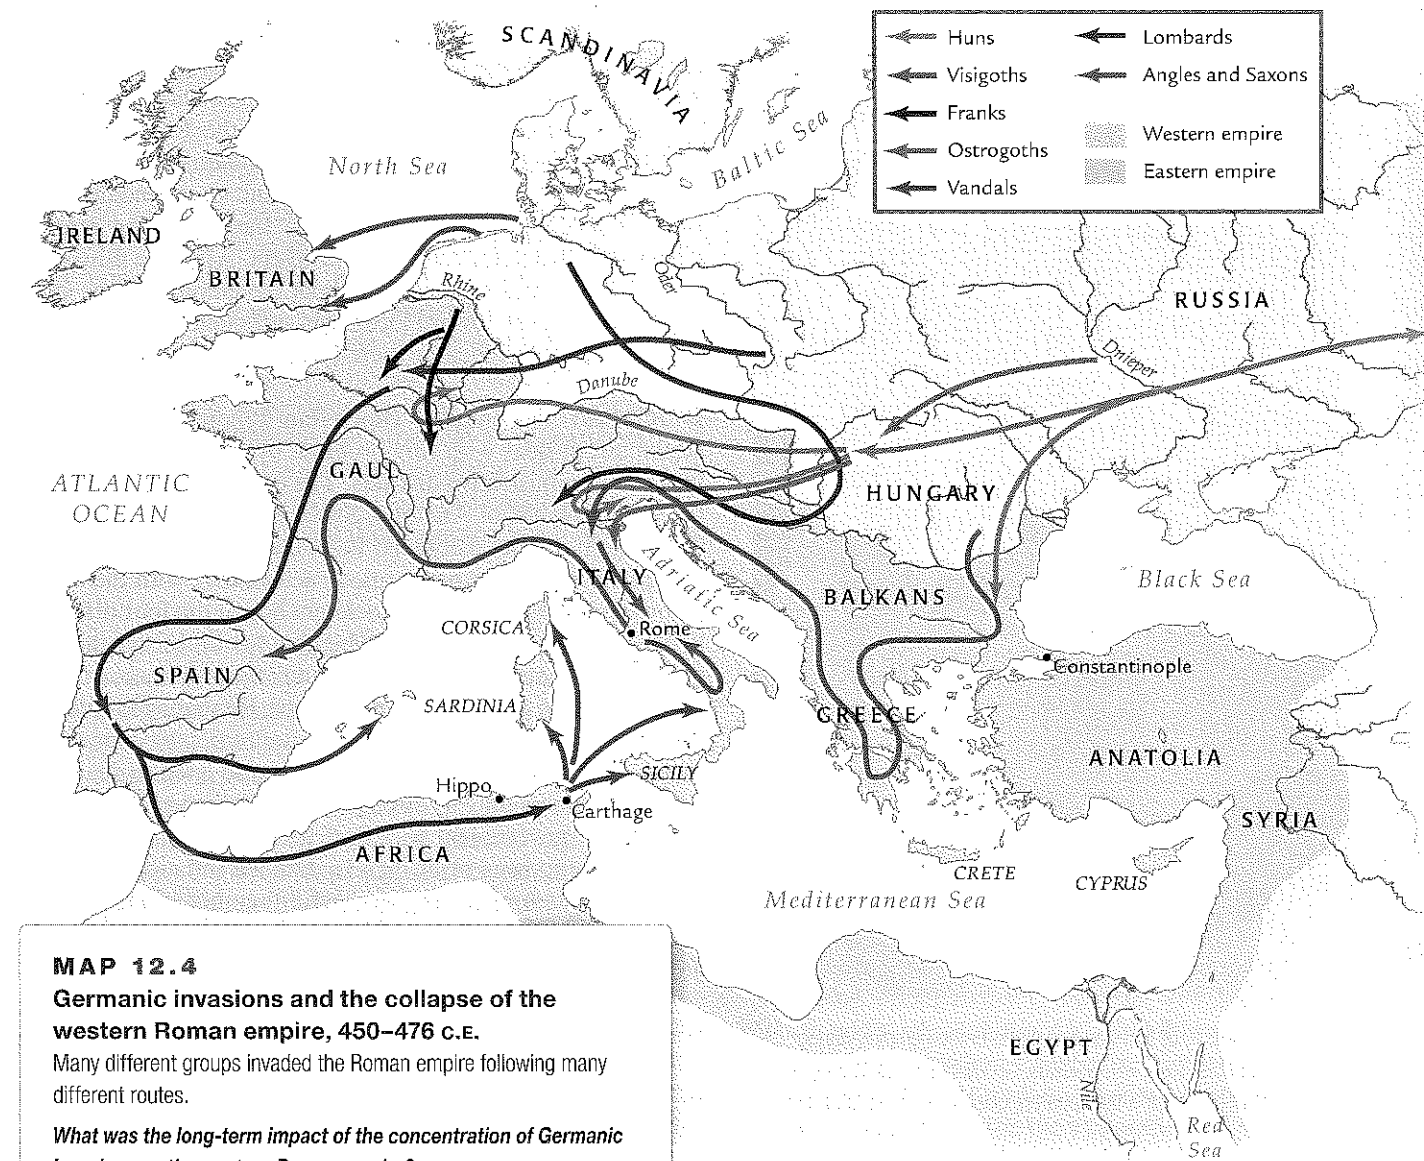 SCANDINAVIA
Huns
Visigoths
Franks
Ostrogoths
Vandals
Lombards
Angles and Saxons
Western empire
Eastern empire
North Sea
Baltic Sea
IRELAND
BRITAIN
Rhine
Oder
RUSSIA
Dnieper
Danube
ATLANTIC
OCEAN
GAUL
HUNGARY
ITALY
Adriatic Sea
BALKANS
Black Sea
CORSICA
Rome
Constantinople
SPAIN
SARDINIA
GREECE
ANATOLIA
Hippo
SICILY
Carthage
SYRIA
AFRICA
CRETE
CYPRUS
Mediterranean Sea
EGYPT
Nile
Red
Sea
MAP 12.4
Germanic invasions and the collapse of the
western Roman empire, 450–476 C.E.
Many different groups invaded the Roman empire following many
different routes.
What was the long-term impact of the concentration of Germanic